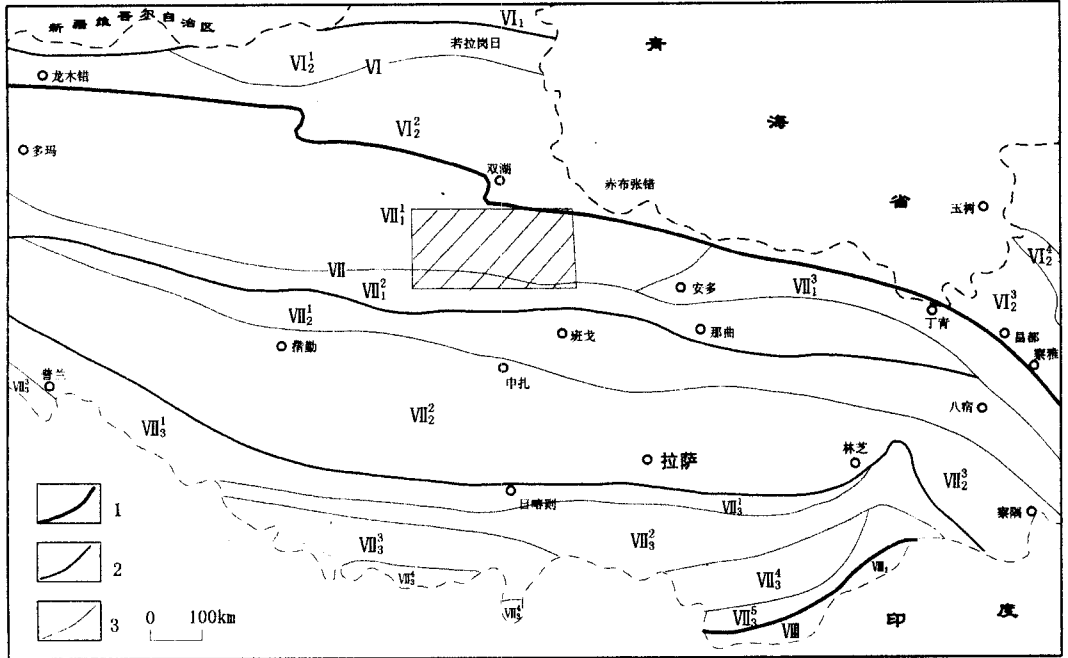 新疆维吾尔自治区
Ⅵ₁
青
若拉岗日
Ⅵ₂¹
Ⅵ
龙木错
海
Ⅵ₂²
多玛
双湖
赤布张错
省
玉树
Ⅶ₁¹
Ⅵ₂⁴
Ⅶ
Ⅶ₁²
安多
Ⅶ₁³
Ⅵ₂³
丁青
Ⅶ₂¹
班戈
那曲
昌都
措勤
察雅
申扎
普兰
Ⅶ₃³
八宿
Ⅶ₂²
Ⅶ₃¹
拉萨
林芝
Ⅶ₂³
日喀则
Ⅶ₃¹
察隅
1
Ⅶ₃²
Ⅶ₃³
2
Ⅶ₃⁴
Ⅶ₃⁴
Ⅷ₁
Ⅶ₃⁴
3
0 100km
Ⅶ₃⁵
Ⅷ
印度